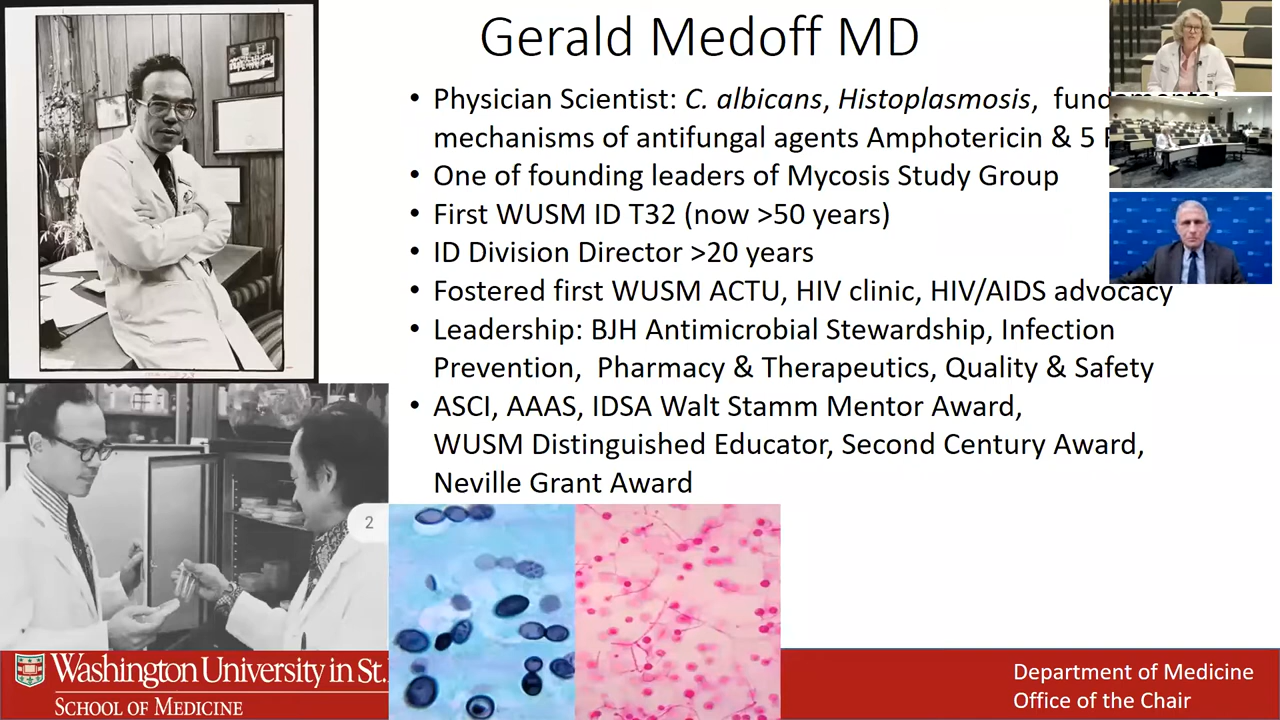 Gerald Medoff MD
• Physician Scientist: C. albicans, Histoplasmosis,
mechanisms of antifungal agents Amphotericin & 5
• One of founding leaders of Mycosis Study Group
• First WUSM ID T32 (now >50 years)
• ID Division Director >20 years
• Fostered first WUSM ACTU, HIV clinic, HIV/AIDS advocacy
• Leadership: BJH Antimicrobial Stewardship, Infection
Prevention, Pharmacy & Therapeutics, Quality & Safety
• ASCI, AAAS, IDSA Walt Stamm Mentor Award,
WUSM Distinguished Educator, Second Century Award,
Neville Grant Award
2
Washington University in St.
SCHOOL OF MEDICINE
Department of Medicine
Office of the Chair